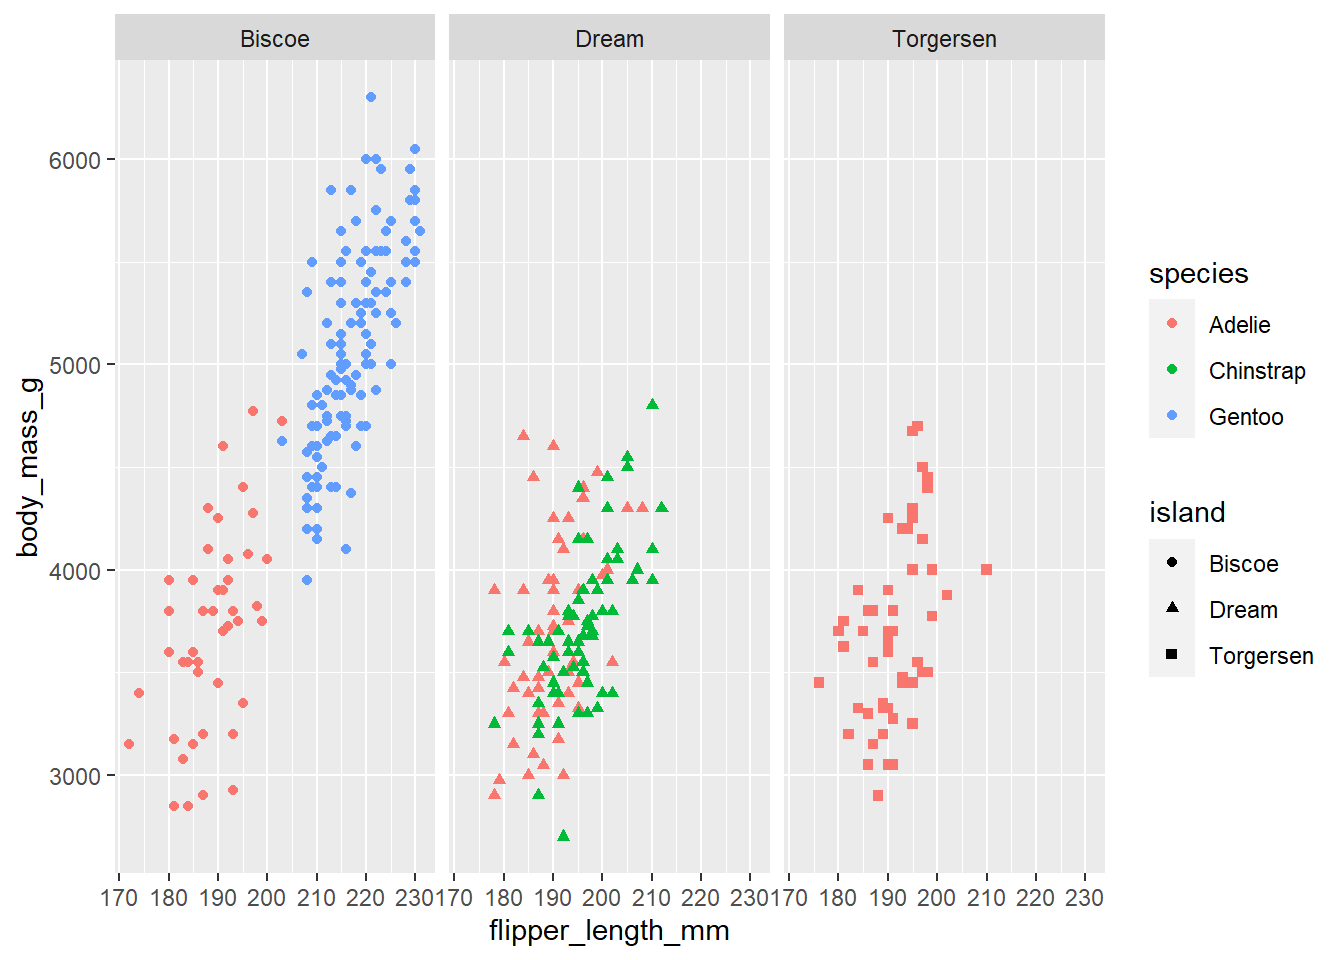 Biscoe Dream Torgersen
6000
5000
4000
3000
body_mass_g
170 180 190 200 210 220 230 170 180 190 200 210 220 230 170 180 190 200 210 220 230
flipper_length_mm
species
Adelie
Chinstrap
Gentoo
island
Biscoe
Dream
Torgersen